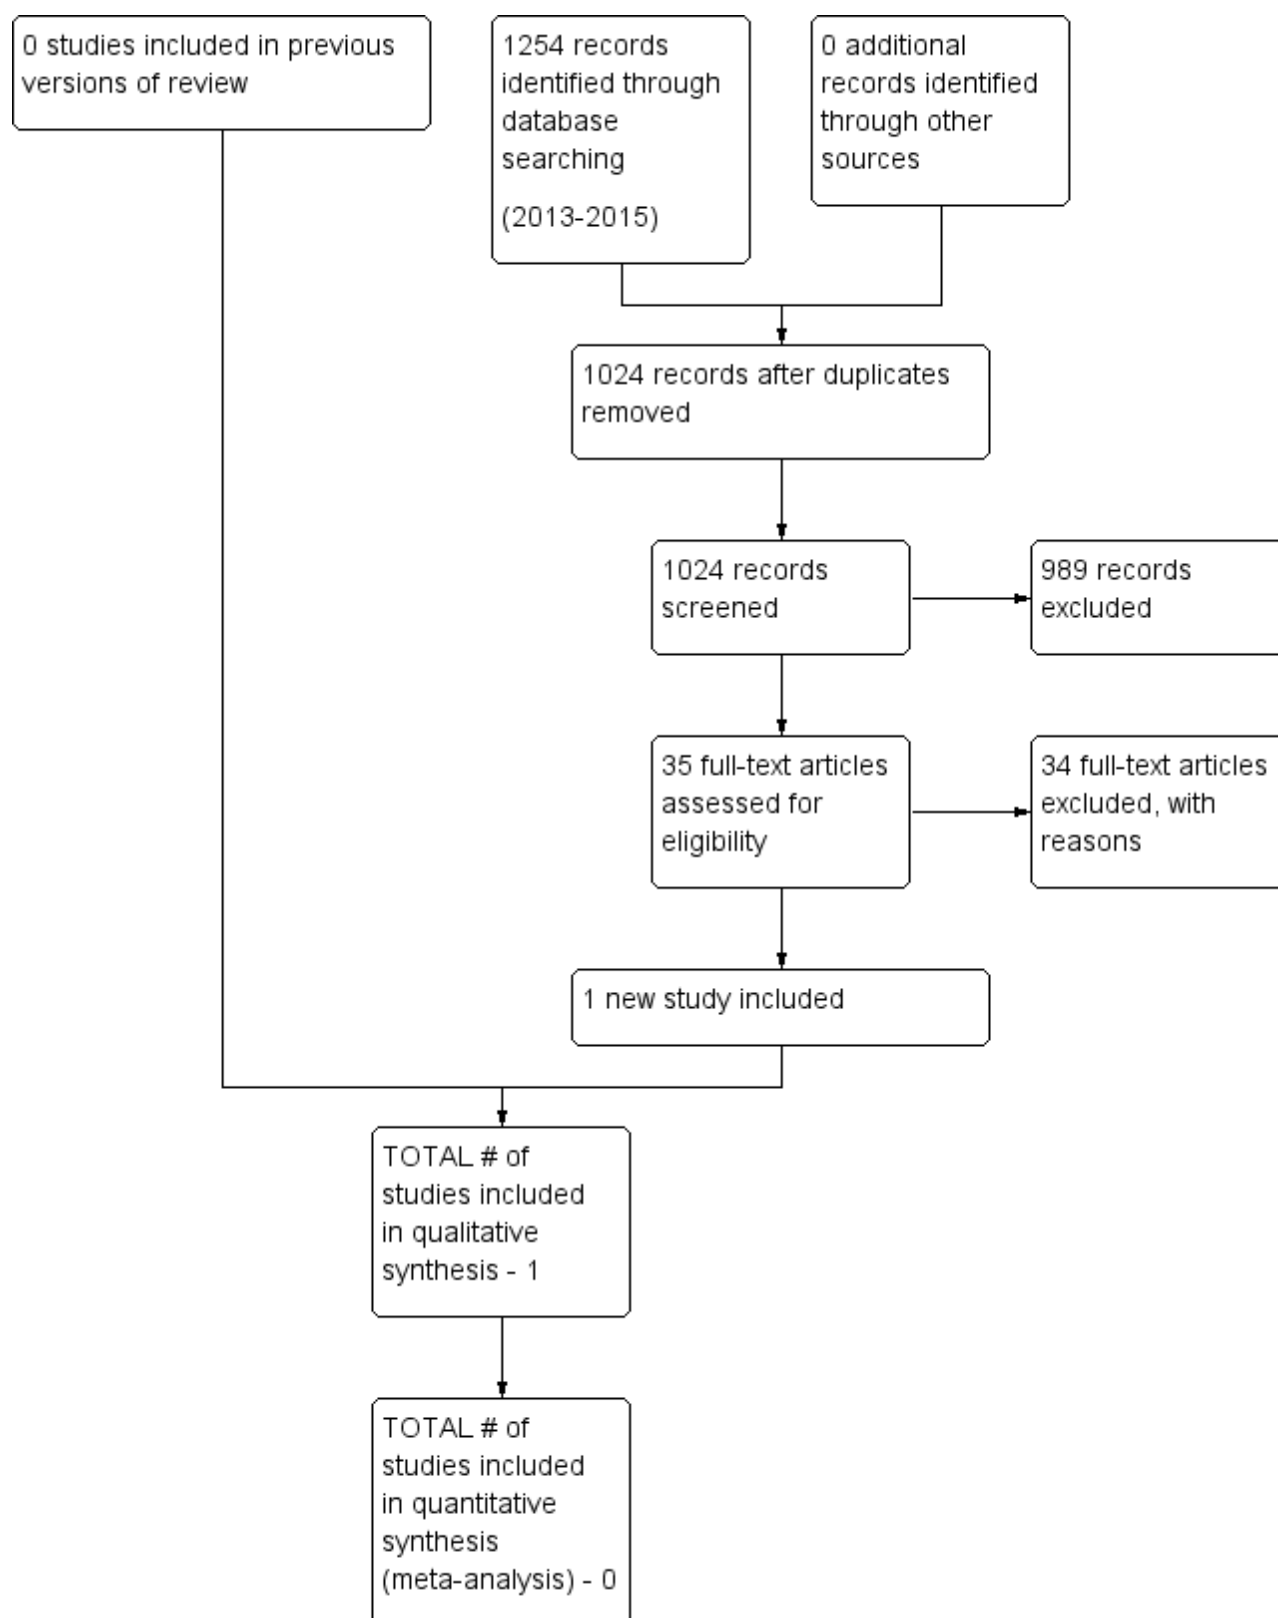 0 studies included in previous
versions of review
1254 records
identified through
database
searching
(2013-2015)
0 additional
records identified
through other
sources
1024 records after duplicates
removed
1024 records
screened
989 records
excluded
35 full-text articles
assessed for
eligibility
34 full-text articles
excluded, with
reasons
1 new study included
TOTAL # of
studies included
in qualitative
synthesis - 1
TOTAL # of
studies included
in quantitative
synthesis
(meta-analysis) - 0